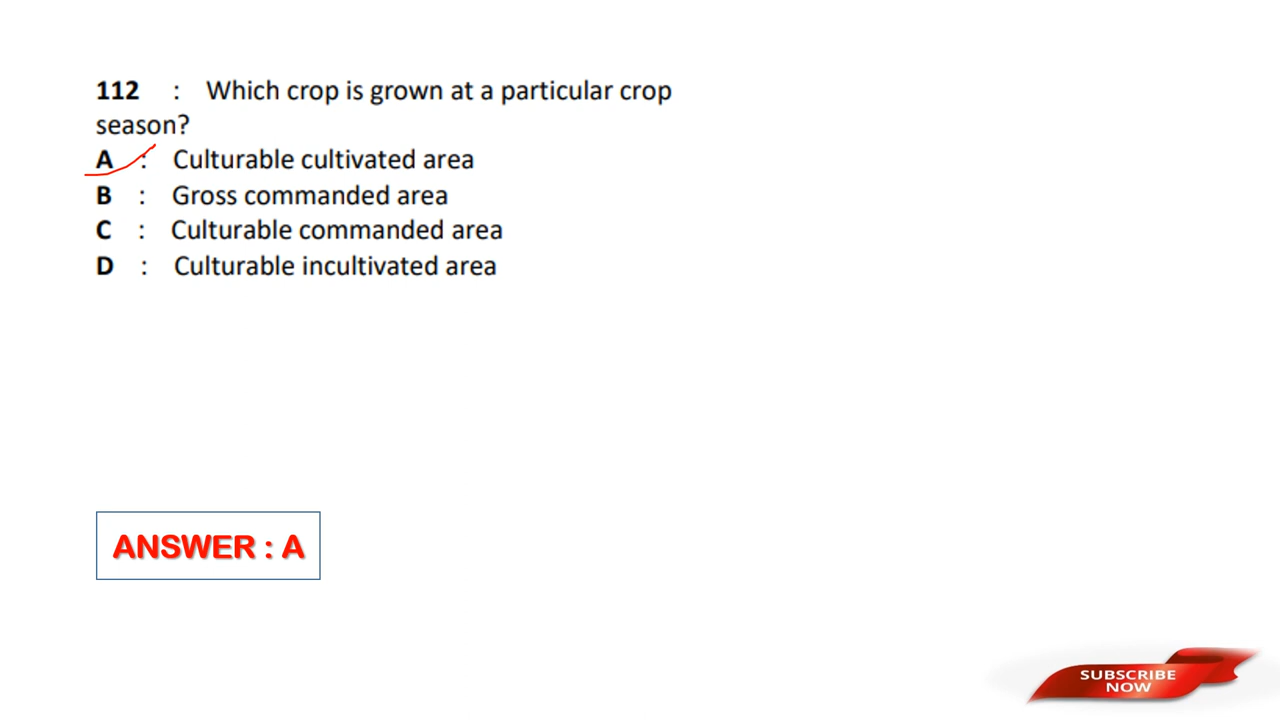 112 : Which crop is grown at a particular crop
season?
A : Culturable cultivated area
B : Gross commanded area
C : Culturable commanded area
D : Culturable incultivated area
ANSWER : A
SUBSCRIBE
NOW